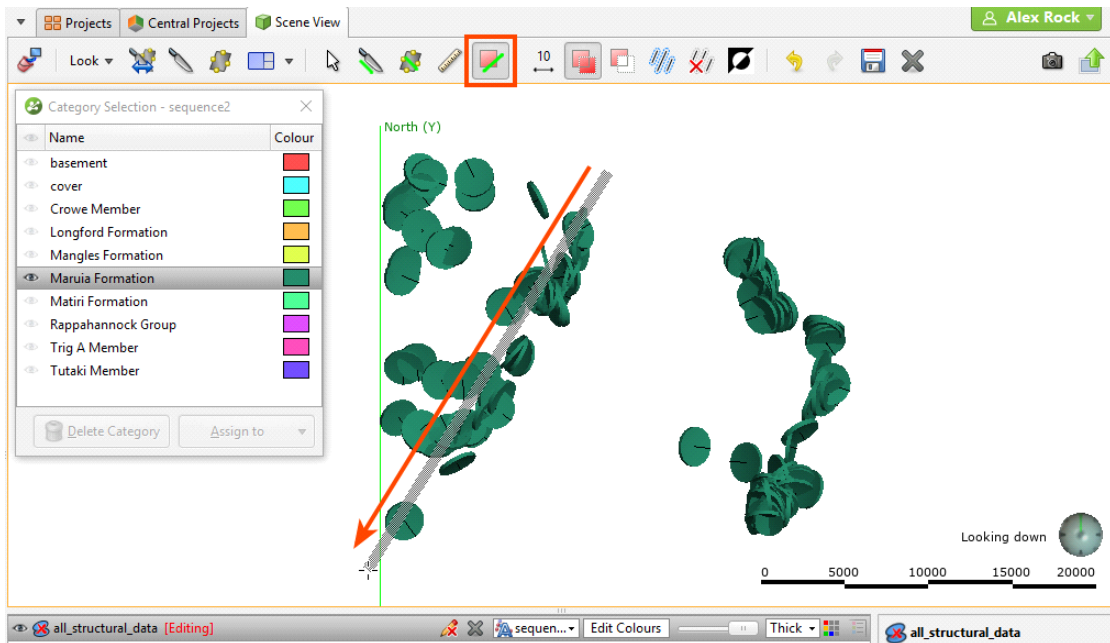 Projects Central Projects Scene View Alex Rock
Look 10
Category Selection - sequence2
Name Colour
basement
cover
Crowe Member
Longford Formation
Mangles Formation
Maruia Formation
Matiri Formation
Rappahannock Group
Trig A Member
Tutaki Member
Delete Category Assign to
North (Y)
Looking down
0 5000 10000 15000 20000
all_structural_data [Editing] sequen... Edit Colours Thick all_structural_data